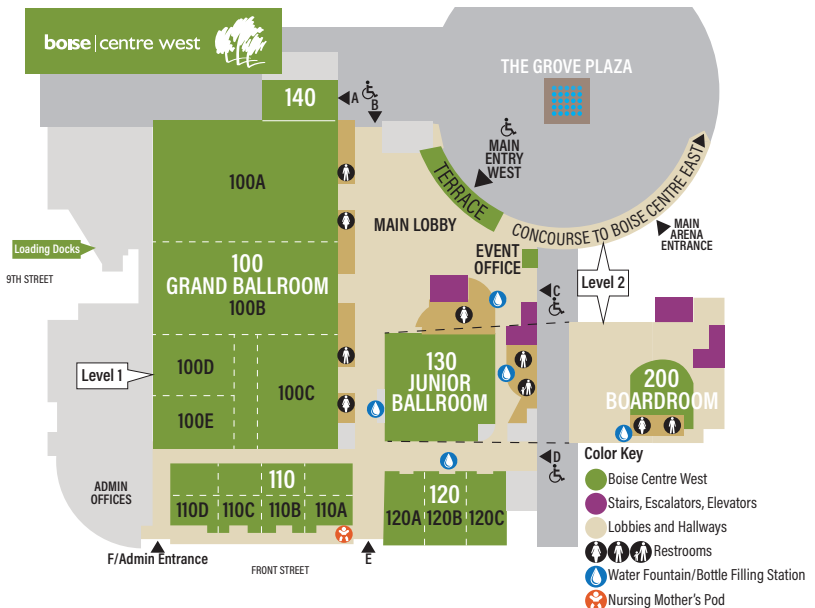 boise | centre west
THE GROVE PLAZA
140
A
B
MAIN
ENTRY
WEST
TERRACE
CONCOURSE TO BOISE CENTRE EAST
MAIN
ARENA
ENTRANCE
100A
MAIN LOBBY
Loading Docks
9TH STREET
100
GRAND BALLROOM
100B
EVENT
OFFICE
C
Level 2
Level 1
100D
100C
100E
130
JUNIOR
BALLROOM
200
BOARDROOM
D
ADMIN
OFFICES
110
110D
110C
110B
110A
120
120A
120B
120C
F/Admin Entrance
E
FRONT STREET
Color Key
Boise Centre West
Stairs, Escalators, Elevators
Lobbies and Hallways
Restrooms
Water Fountain/Bottle Filling Station
Nursing Mother's Pod